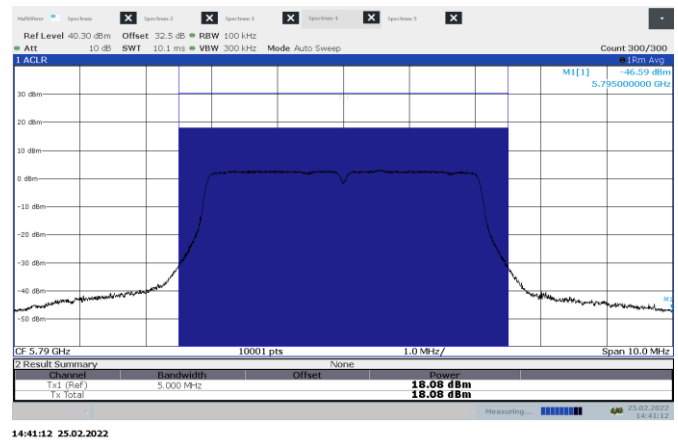 MultiView Spectrum Spectrum 2 Spectrum 3 Spectrum 4 Spectrum 5
Ref Level 40.30 dBm Offset 32.5 dB RBW 100 kHz
Att 10 dB SWT 10.1 ms VBW 300 kHz Mode Auto Sweep Count 300/300
1 ACLR 1Rm Avg
M1[1] -46.59 dBm
5.795000000 GHz
30 dBm
20 dBm
10 dBm
0 dBm
-10 dBm
-20 dBm
-30 dBm
-40 dBm
M1
-50 dBm
CF 5.79 GHz 10001 pts 1.0 MHz/ Span 10.0 MHz
2 Result Summary None
Channel Bandwidth Offset Power
Tx1 (Ref) 5.000 MHz 18.08 dBm
Tx Total 18.08 dBm
Measuring... 25.02.2022
14:41:12
14:41:12 25.02.2022